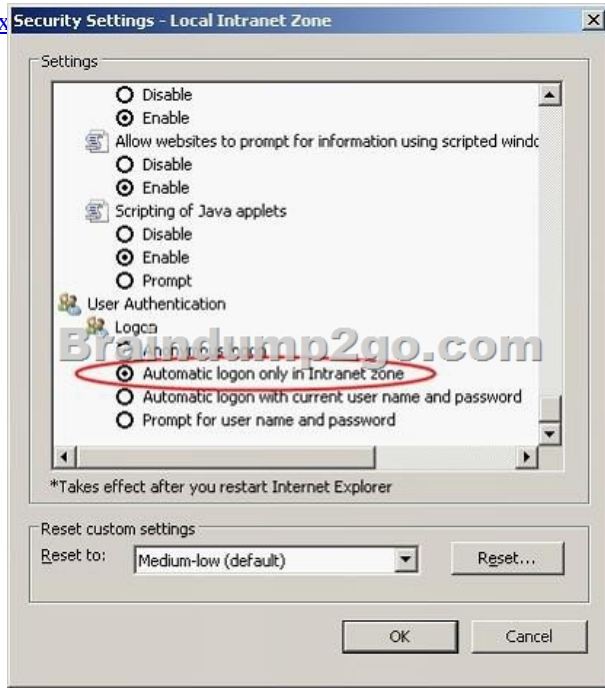 x
Security Settings - Local Intranet Zone
Settings
Disable
Enable
Allow websites to prompt for information using scripted windc
Disable
Enable
Scripting of Java applets
Disable
Enable
Prompt
User Authentication
Logon
Braindump2go.com
Automatic logon only in Intranet zone
Automatic logon with current user name and password
Prompt for user name and password
*Takes effect after you restart Internet Explorer
Reset custom settings
Reset to:
Medium-low (default)
Reset...
OK
Cancel